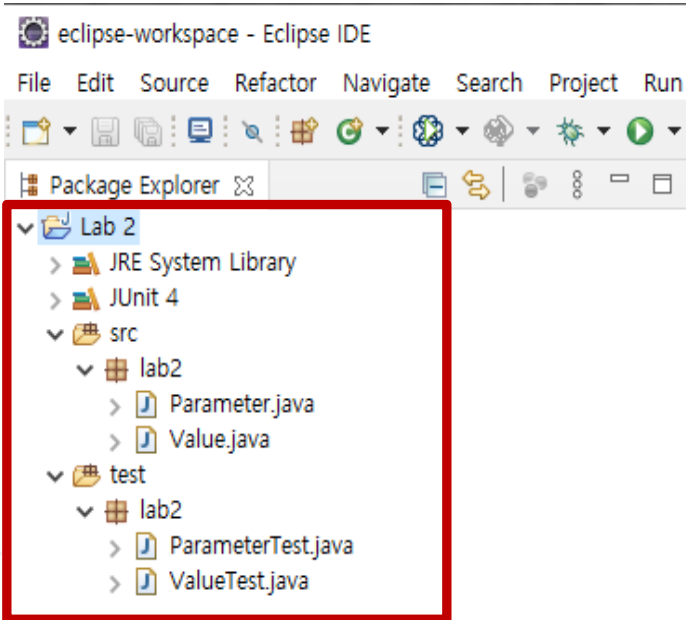 eclipse-workspace - Eclipse IDE
File Edit Source Refactor Navigate Search Project Run
Package Explorer
Lab 2
JRE System Library
JUnit 4
src
lab2
Parameter.java
Value.java
test
lab2
ParameterTest.java
ValueTest.java